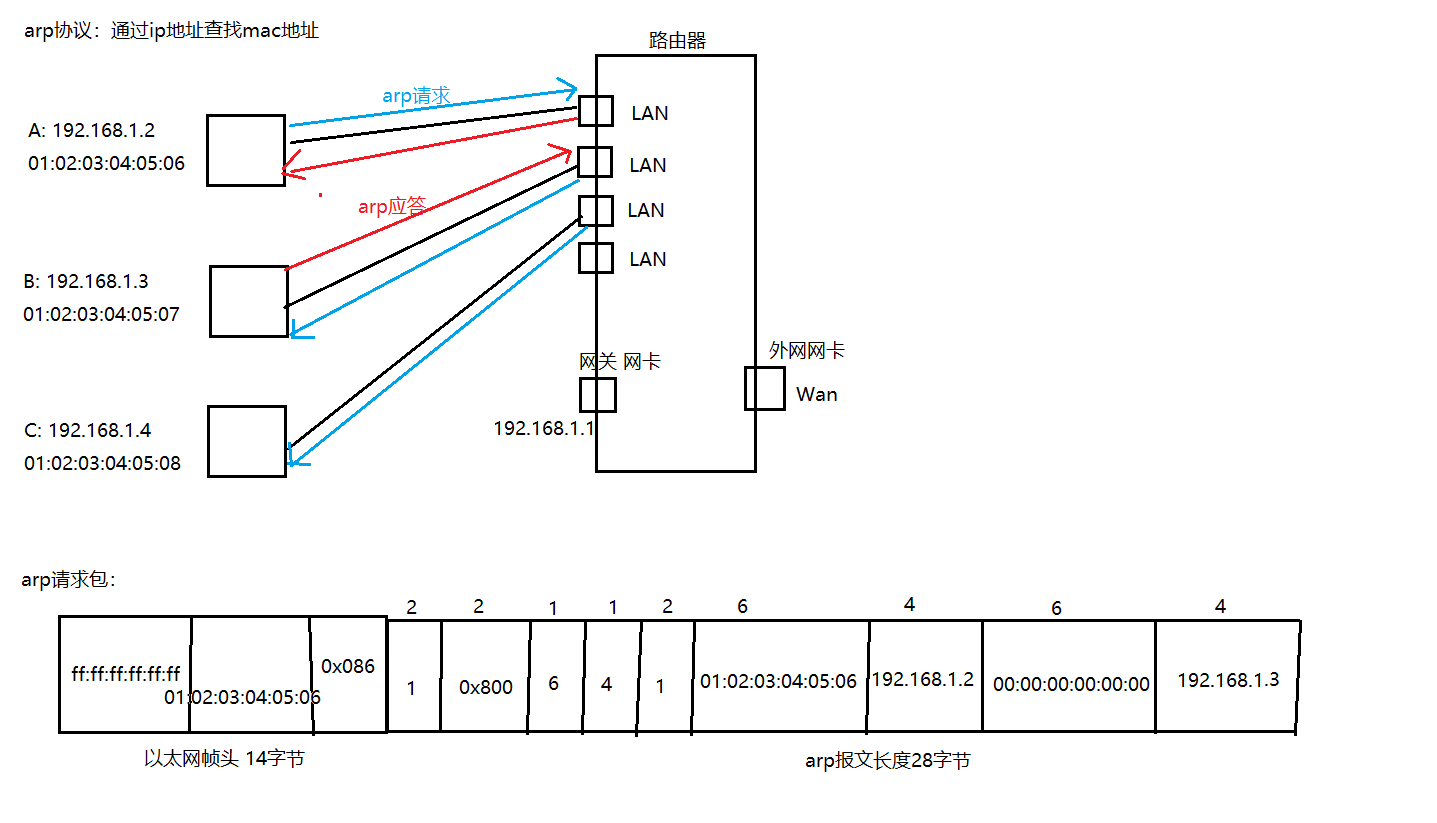 arp协议：通过ip地址查找mac地址
路由器
arp请求
LAN
A: 192.168.1.2
01:02:03:04:05:06
LAN
arp应答
LAN
LAN
B: 192.168.1.3
01:02:03:04:05:07
网关 网卡
外网网卡
Wan
192.168.1.1
C: 192.168.1.4
01:02:03:04:05:08
arp请求包：
2 2 1 1 2 6 4 6 4
ff:ff:ff:ff:ff:ff 01:02:03:04:05:06 0x086 1 0x800 6 4 1 01:02:03:04:05:06 192.168.1.2 00:00:00:00:00:00 192.168.1.3
以太网帧头 14字节
arp报文长度28字节